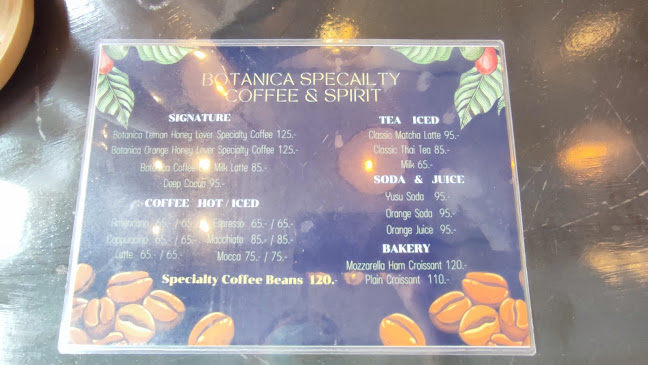 BOTANICA SPECAILTY
COFFEE & SPIRIT
SIGNATURE
Botanica Lemon Honey Lever Specialty Coffee 125.-
Botanica Orange Honey Lever Specialty Coffee 125.-
Botanica Coffee Milk Latte 85.-
Deep Cocoa 95.-
COFFEE HOT / ICED
Americano 65.- / 65.- Espresso 65.- / 65.-
Cappuccino 65.- / 65.- Macchiato 85.- / 85.-
Latte 65.- / 65.- Mocca 75.- / 75.-
Specialty Coffee Beans 120.-
TEA ICED
Classic Matcha Latte 95.-
Classic Thai Tea 85.-
Milk 65.-
SODA & JUICE
Yusu Soda 95.-
Orange Soda 95.-
Orange Juice 95.-
BAKERY
Mozzarella Ham Croissant 120.-
Plain Croissant 110.-